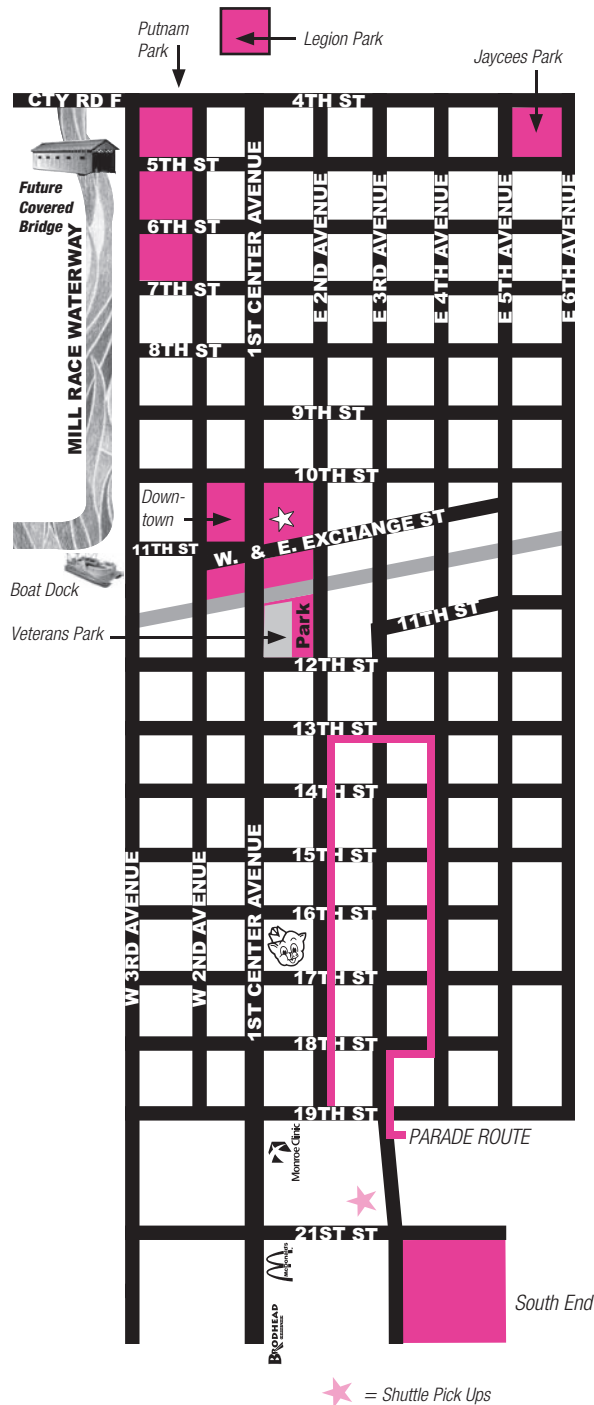 Putnam
Park
Legion Park
Jaycees Park
CTY RD F
4TH ST
5TH ST
Future
Covered
Bridge
6TH ST
7TH ST
8TH ST
MILL RACE WATERWAY
1ST CENTER AVENUE
E 2ND AVENUE
E 3RD AVENUE
E 4TH AVENUE
E 5TH AVENUE
E 6TH AVENUE
9TH ST
10TH ST
Down-
town
11TH ST
W. & E. EXCHANGE ST
Boat Dock
Veterans Park
Park
11TH ST
12TH ST
13TH ST
14TH ST
15TH ST
16TH ST
17TH ST
18TH ST
19TH ST
W 3RD AVENUE
W 2ND AVENUE
1ST CENTER AVENUE
PARADE ROUTE
Monroe Clinic
21ST ST
McDonald's
BRODHEAD
South End
= Shuttle Pick Ups